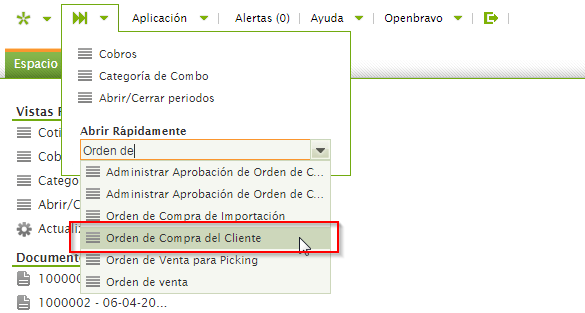 Aplicación
Alertas (0)
Ayuda
Openbravo
Espacio
Cobros
Categoría de Combo
Abrir/Cerrar periodos
Abrir Rápidamente
Orden de
Administrar Aprobación de Orden de C...
Administrar Aprobación de Orden de C...
Orden de Compra de Importación
Orden de Compra del Cliente
Orden de Venta para Picking
Orden de venta
Vistas
Coti
Cob
Catego
Abrir/C
Actualiz
Document
1000
1000002 - 06-04-20...